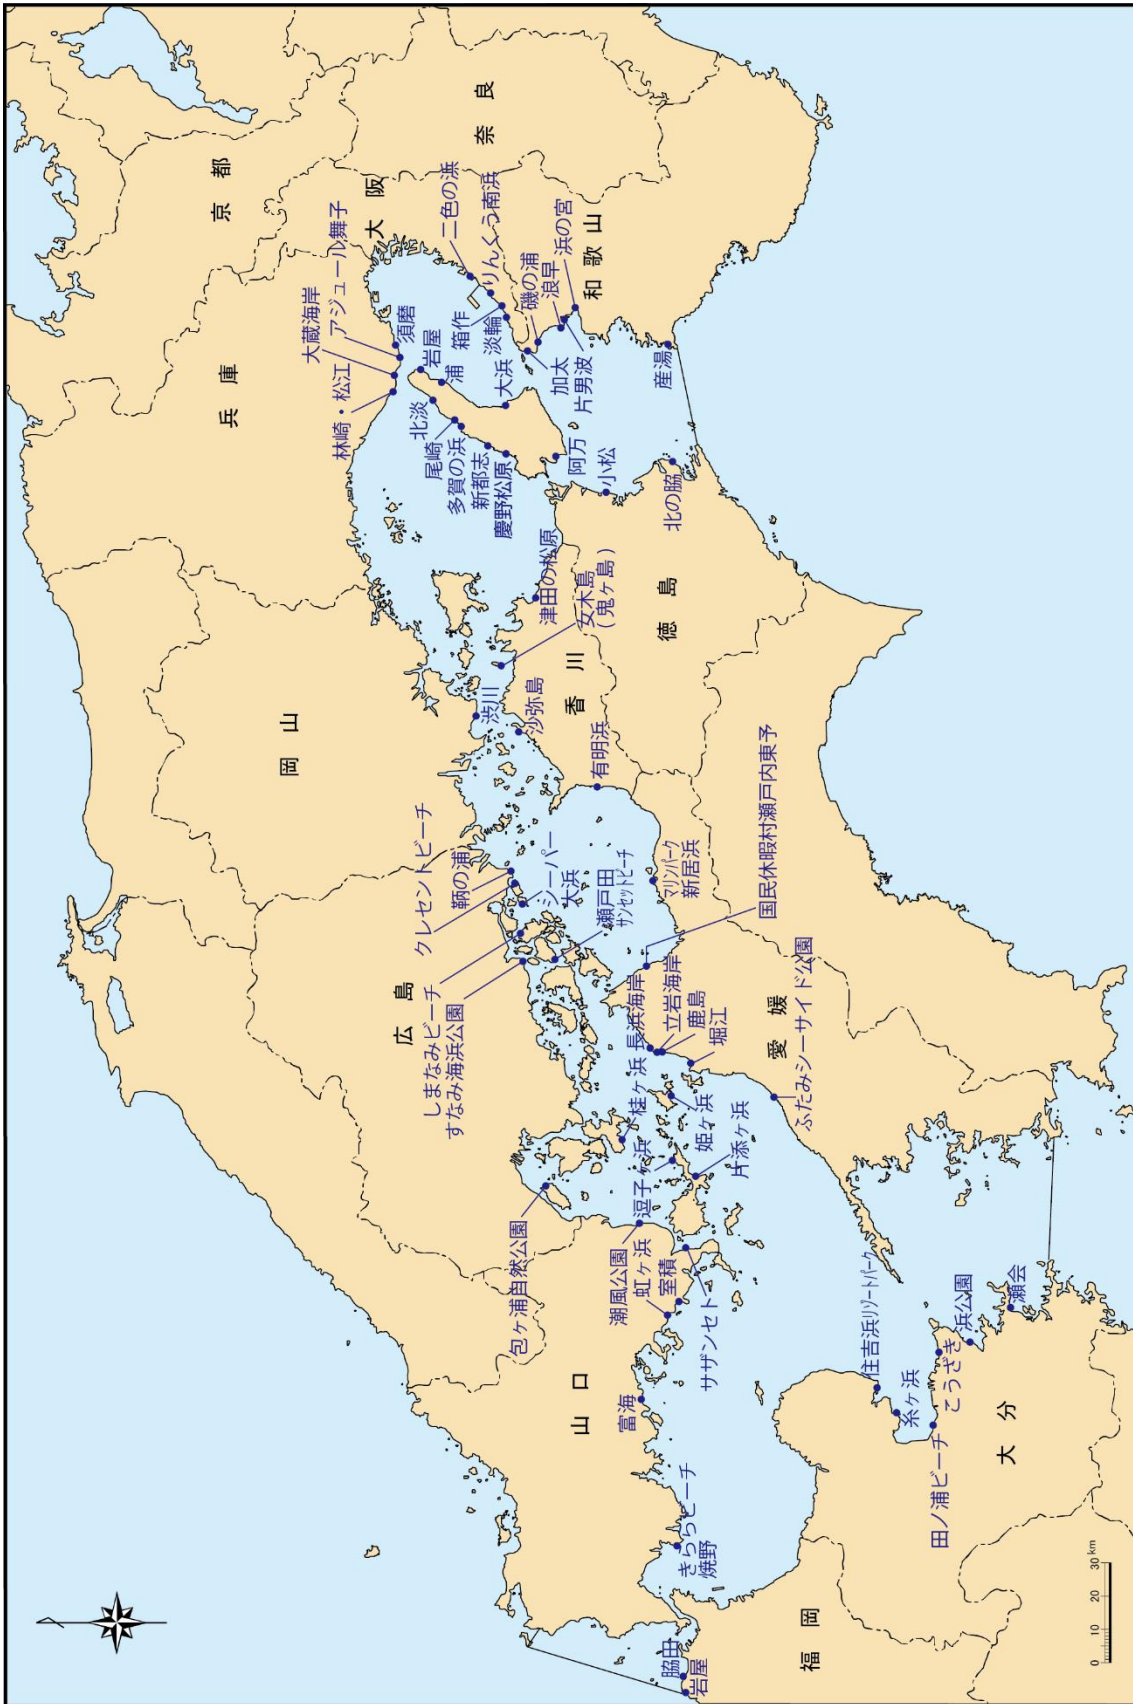 京都
兵庫
大阪
奈良
和歌山
岡山
広島
山口
香川
徳島
愛媛
福岡
大分
林崎・松江
大蔵海岸
アジュール舞子
須磨
岩屋
浦
北淡
尾崎
多賀の浜
新都志
慶野松原
大浜
阿万
二色の浜
りんくう南浜
箱作
淡輪
磯の浦
浪早
浜の宮
加太
片男波
産湯
小松
北の脇
津田の松原
女木島
(鬼ヶ島)
渋川
沙弥島
有明浜
クレセントビーチ
鞆の浦
シーパーク
大浜
しまなみビーチ
すなみ海浜公園
瀬戸田
サンセットビーチ
マリンパーク
新居浜
国民休暇村瀬戸内東予
桂ヶ浜
長浜海岸
立岩海岸
鹿島
堀江
姫ヶ浜
ふたみシーサイド公園
包ヶ浦自然公園
逗子ヶ浜
片添ヶ浜
潮風公園
虹ヶ浜
室積
サザンセト
富海
きららビーチ
焼野
脇田
岩屋
住吉浜リゾートパーク
糸ヶ浜
田ノ浦ビーチ
こうざき
浜公園
瀬会
0 10 20 30 km